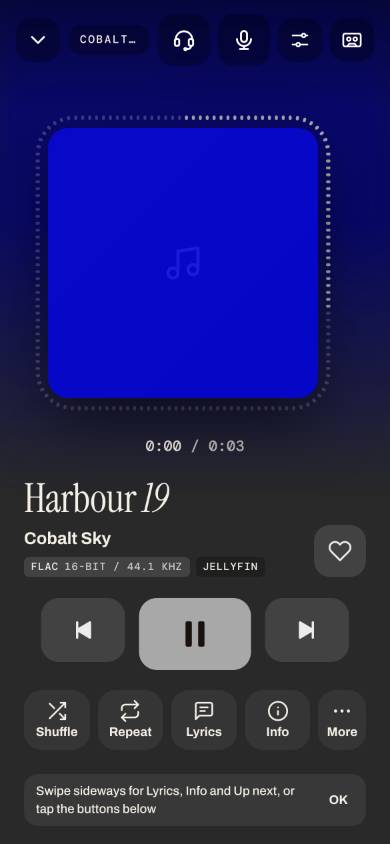 COBALT…
0:00 / 0:03
Harbour 19
Cobalt Sky
FLAC 16-BIT / 44.1 KHZ JELLYFIN
Shuffle Repeat Lyrics Info More
Swipe sideways for Lyrics, Info and Up next, or
tap the buttons below
OK